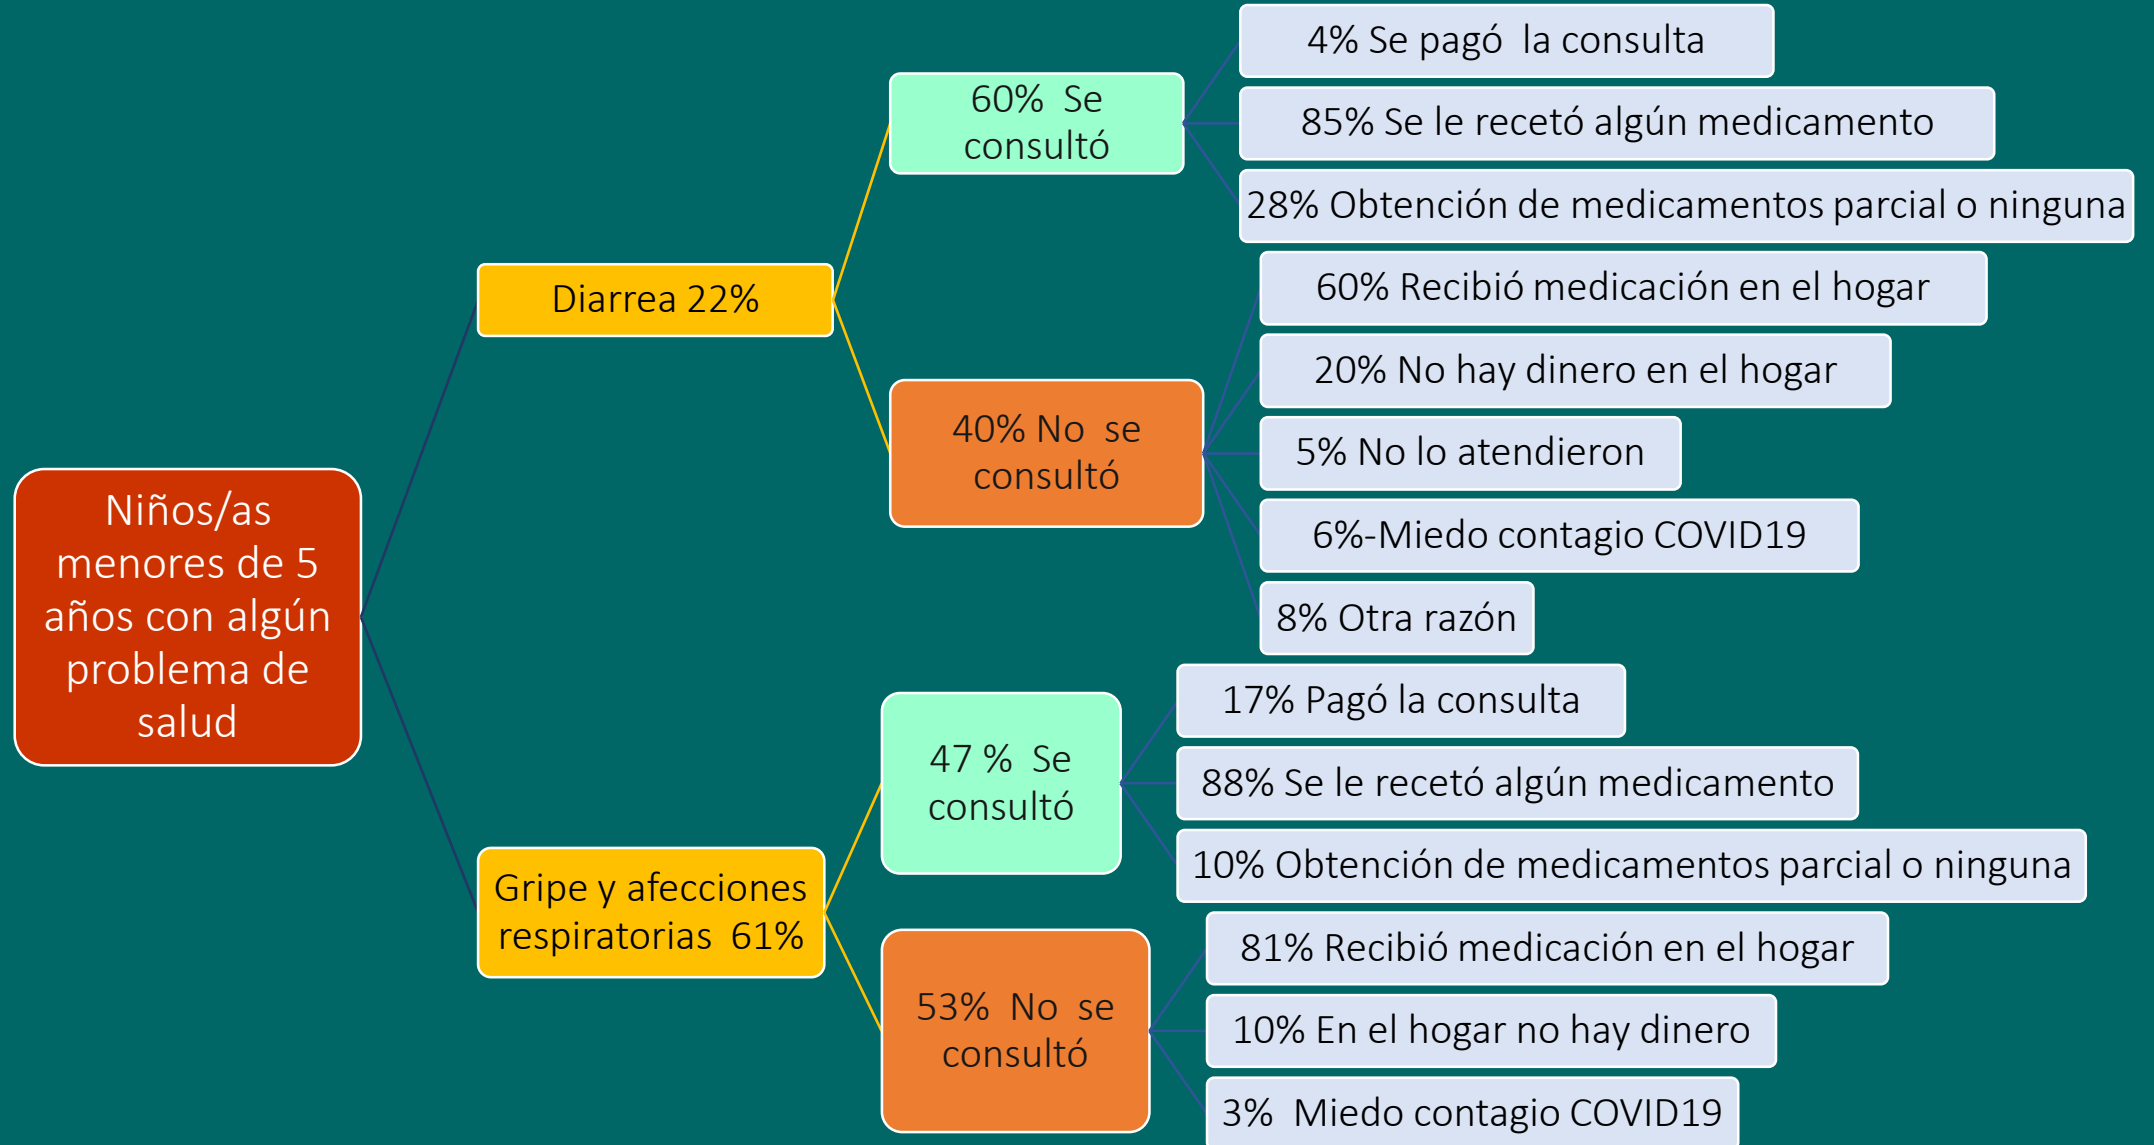 Niños/as
menores de 5
años con algún
problema de
salud
Diarrea 22%
60% Se
consultó
4% Se pagó la consulta
85% Se le recetó algún medicamento
28% Obtención de medicamentos parcial o ninguna
40% No se
consultó
60% Recibió medicación en el hogar
20% No hay dinero en el hogar
5% No lo atendieron
6%-Miedo contagio COVID19
8% Otra razón
Gripe y afecciones
respiratorias 61%
47 % Se
consultó
17% Pagó la consulta
88% Se le recetó algún medicamento
10% Obtención de medicamentos parcial o ninguna
53% No se
consultó
81% Recibió medicación en el hogar
10% En el hogar no hay dinero
3% Miedo contagio COVID19